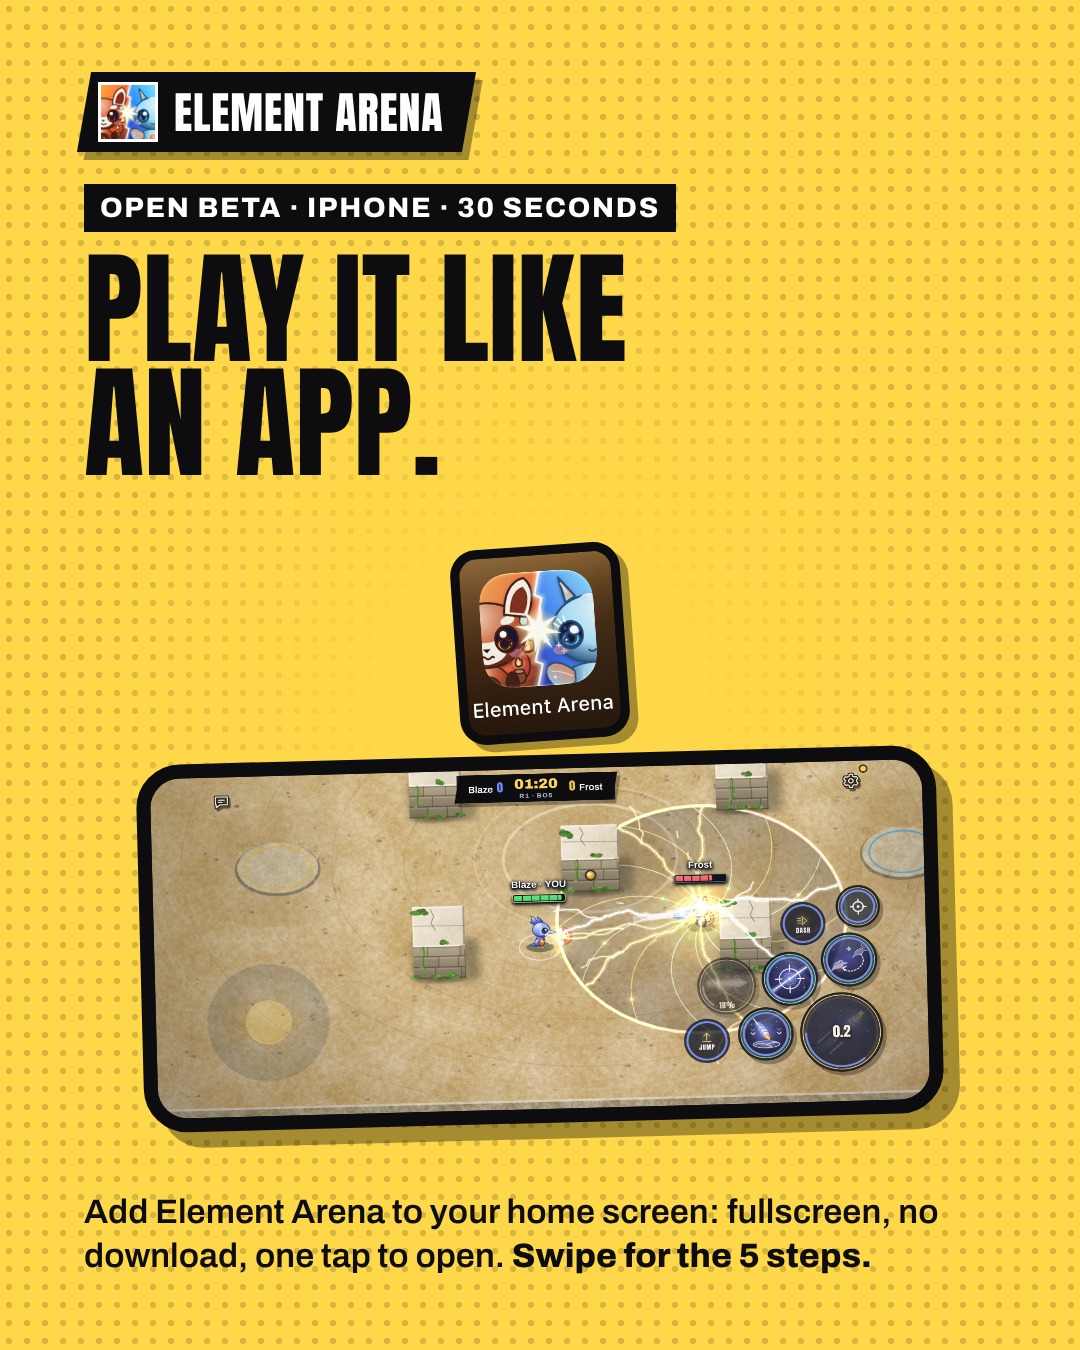 ELEMENT ARENA
OPEN BETA · IPHONE · 30 SECONDS
PLAY IT LIKE
AN APP.
Element Arena
Blaze 0 01:20 0 Frost
R1 · BO5
Frost
Blaze · YOU
DASH
18%
0.2
JUMP
Add Element Arena to your home screen: fullscreen, no
download, one tap to open. Swipe for the 5 steps.